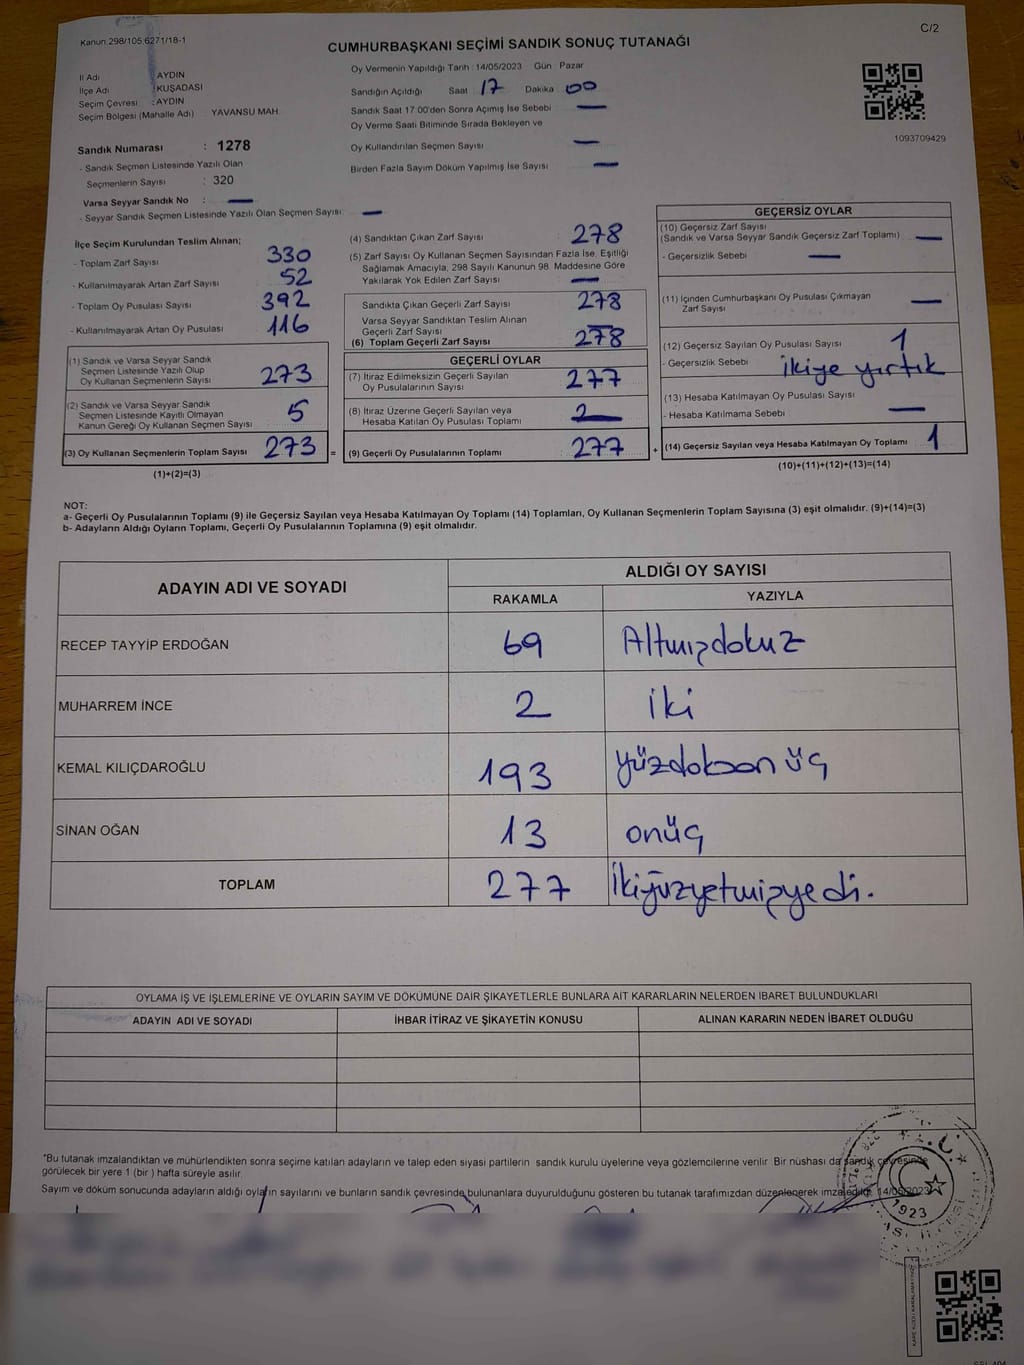 Kanun.298/105 6271/18-1
C/2
CUMHURBAŞKANI SEÇİMİ SANDIK SONUÇ TUTANAĞI
İl Adı : AYDIN
İlçe Adı : KUŞADASI
Seçim Çevresi : AYDIN
Seçim Bölgesi (Mahalle Adı) YAVANSU MAH
Sandık Numarası : 1278
- Sandık Seçmen Listesinde Yazılı Olan
Seçmenlerin Sayısı : 320
Varsa Seyyar Sandık No : —
- Seyyar Sandık Seçmen Listesinde Yazılı Olan Seçmen Sayısı: —
Oy Vermenin Yapıldığı Tarih :14/05/2023 Gün : Pazar
Sandığın Açıldığı Saat 17 Dakika 00
Sandık Saat 17:00'den Sonra Açımış İse Sebebi —
Oy Verme Saati Bitiminde Sırada Bekleyen ve
Oy Kullandırılan Seçmen Sayısı —
Birden Fazla Sayım Döküm Yapılmış İse Sayısı —
1093709429
İlçe Seçim Kurulundan Teslim Alınan;
- Toplam Zarf Sayısı 330
- Kullanılmayarak Artan Zarf Sayısı 52
- Toplam Oy Pusulası Sayısı 392
- Kullanılmayarak Artan Oy Pusulası 116
(1) Sandık ve Varsa Seyyar Sandık
Seçmen Listesinde Yazılı Olup
Oy Kullanan Seçmenlerin Sayısı 273
(2) Sandık ve Varsa Seyyar Sandık
Seçmen Listesinde Kayıtlı Olmayan
Kanun Gereği Oy Kullanan Seçmen Sayısı 5
(3) Oy Kullanan Seçmenlerin Toplam Sayısı 273 =
(1)+(2)=(3)
(4) Sandıktan Çıkan Zarf Sayısı 278
(5) Zarf Sayısı Oy Kullanan Seçmen Sayısından Fazla İse, Eşitliği
Sağlamak Amacıyla, 298 Sayılı Kanunun 98. Maddesine Göre
Yakılarak Yok Edilen Zarf Sayısı —
Sandıkta Çıkan Geçerli Zarf Sayısı 278
Varsa Seyyar Sandıktan Teslim Alınan
Geçerli Zarf Sayısı —
(6) Toplam Geçerli Zarf Sayısı 278
GEÇERLİ OYLAR
(7) İtiraz Edilmeksizin Geçerli Sayılan
Oy Pusulalarının Sayısı 277
(8) İtiraz Üzerine Geçerli Sayılan veya
Hesaba Katılan Oy Pusulası Toplamı
(9) Geçerli Oy Pusulalarının Toplamı 277 +
GEÇERSİZ OYLAR
(10) Geçersiz Zarf Sayısı
(Sandık ve Varsa Seyyar Sandık Geçersiz Zarf Toplamı) —
- Geçersizlik Sebebi —
(11) İçinden Cumhurbaşkanı Oy Pusulası Çıkmayan
Zarf Sayısı —
(12) Geçersiz Sayılan Oy Pusulası Sayısı 1
- Geçersizlik Sebebi ikiye yırtık
(13) Hesaba Katılmayan Oy Pusulası Sayısı
- Hesaba Katılmama Sebebi —
(14) Geçersiz Sayılan veya Hesaba Katılmayan Oy Toplamı 1
(10)+(11)+(12)+(13)=(14)
NOT:
a- Geçerli Oy Pusulalarının Toplamı (9) ile Geçersiz Sayılan veya Hesaba Katılmayan Oy Toplamı (14) Toplamları, Oy Kullanan Seçmenlerin Toplam Sayısına (3) eşit olmalıdır. (9)+(14)=(3)
b- Adayların Aldığı Oyların Toplamı, Geçerli Oy Pusulalarının Toplamına (9) eşit olmalıdır.
ADAYIN ADI VE SOYADI
ALDIĞI OY SAYISI
RAKAMLA YAZIYLA
RECEP TAYYİP ERDOĞAN 69 Altmışdokuz
MUHARREM İNCE 2 iki
KEMAL KILIÇDAROĞLU 193 yüzdoksan üç
SİNAN OĞAN 13 onüç
TOPLAM 277 İkiyüzyetmişyedi.
OYLAMA İŞ VE İŞLEMLERİNE VE OYLARIN SAYIM VE DÖKÜMÜNE DAİR ŞİKAYETLERLE BUNLARA AİT KARARLARIN NELERDEN İBARET BULUNDUKLARI
ADAYIN ADI VE SOYADI İHBAR İTİRAZ VE ŞİKAYETİN KONUSU ALINAN KARARIN NEDEN İBARET OLDUĞU
*Bu tutanak imzalandıktan ve mühürlendikten sonra seçime katılan adayların ve talep eden siyasi partilerin sandık kurulu üyelerine veya gözlemcilerine verilir. Bir nüshası da sandık çevresinde
görülecek bir yere 1 (bir ) hafta süreyle asılır.
Sayım ve döküm sonucunda adayların aldığı oyların sayılarını ve bunların sandık çevresinde bulunanlara duyurulduğunu gösteren bu tutanak tarafımızdan düzenlenerek imzalediği. 14/05/2023
1923